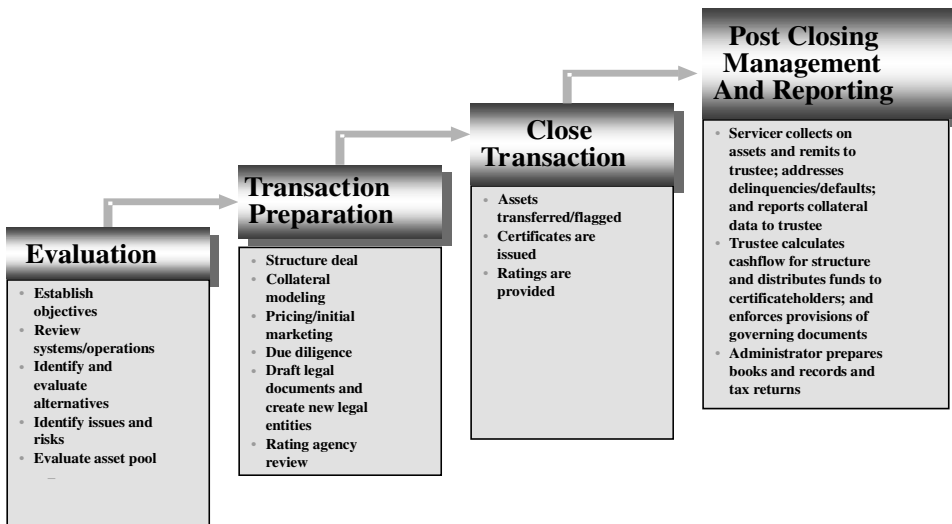 Evaluation
• Establish
objectives
• Review
systems/operations
• Identify and
evaluate
alternatives
• Identify issues and
risks
• Evaluate asset pool
–
Transaction
Preparation
• Structure deal
• Collateral
modeling
• Pricing/initial
marketing
• Due diligence
• Draft legal
documents and
create new legal
entities
• Rating agency
review
Close
Transaction
• Assets
transferred/flagged
• Certificates are
issued
• Ratings are
provided
Post Closing
Management
And Reporting
• Servicer collects on
assets and remits to
trustee; addresses
delinquencies/defaults;
and reports collateral
data to trustee
• Trustee calculates
cashflow for structure
and distributes funds to
certificateholders; and
enforces provisions of
governing documents
• Administrator prepares
books and records and
tax returns